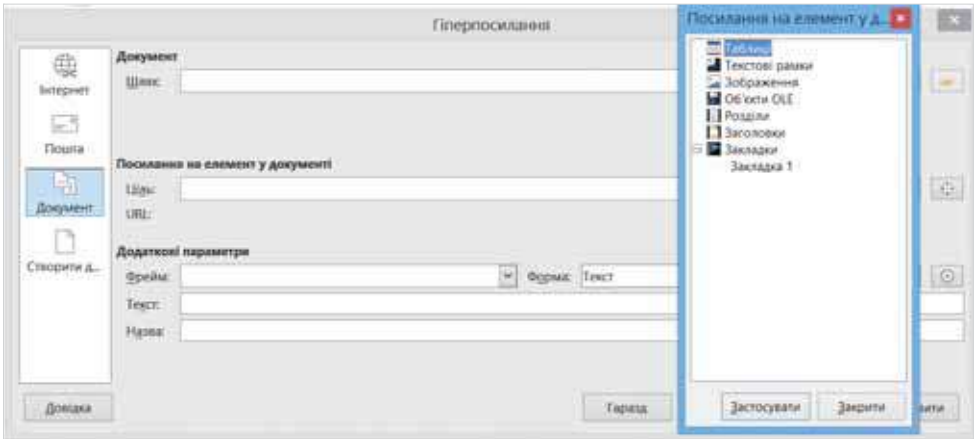 Гіперпосилання
Посилання на елемент у д...
Інтернет
Пошта
Документ
Створити д...
Документ
Шлях:
Посилання на елемент у документі
Ціль:
URL:
Додаткові параметри
Фрейм:
Форма: Текст
Текст:
Назва:
Таблиці
Текстові рамки
Зображення
Об'єкти OLE
Розділи
Заголовки
Закладки
Закладка 1
Довідка
Гаразд
Застосувати
Закрити